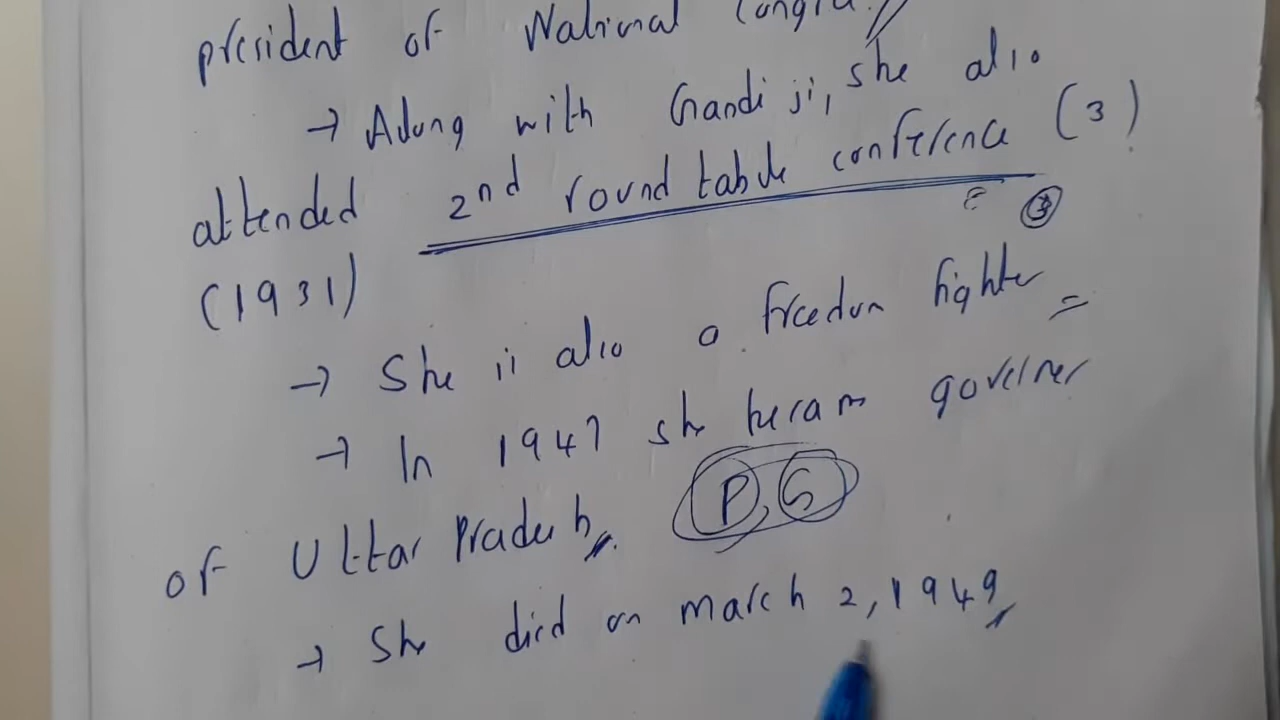 president of National Congre
→ Along with Gandi ji, she also
attended 2nd round table conference (3)
(1931)
→ She is also a freedom fighter
→ In 1947 she became governer
of Uttar Pradesh. P, S
→ She died on march 2, 1949